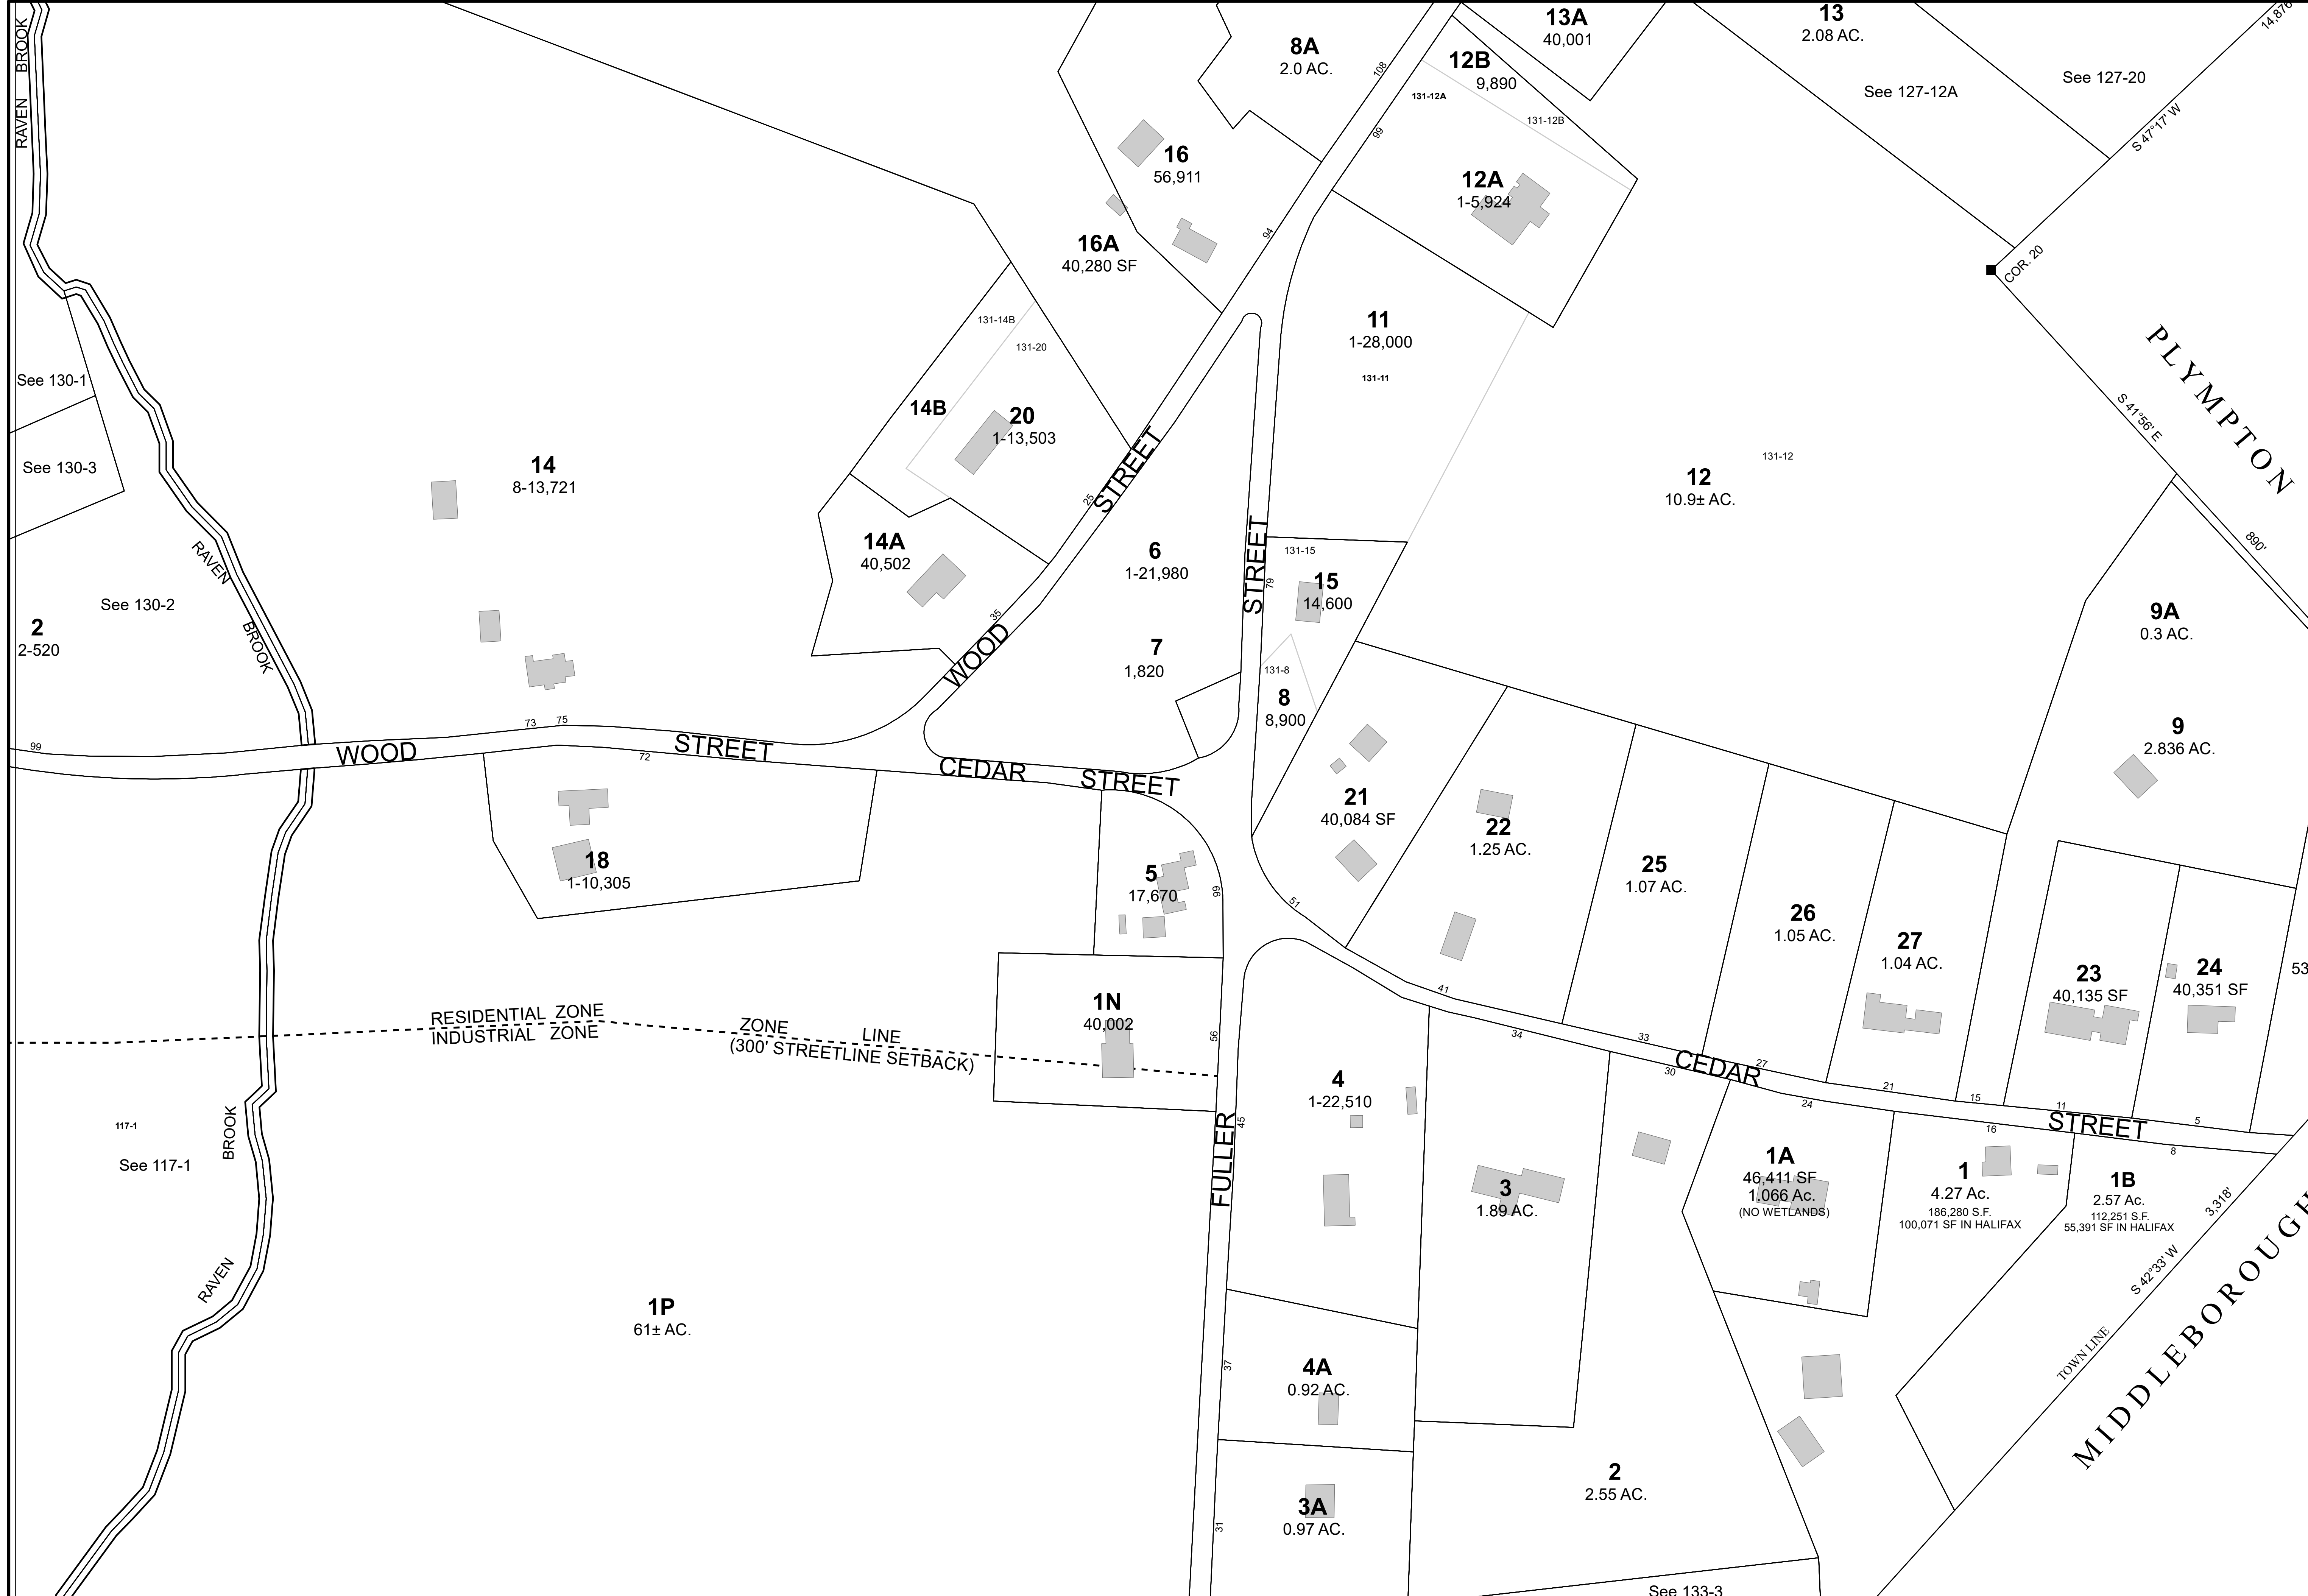 RAVEN BROOK
8A
2.0 AC.
108
13A
40,001
13
2.08 AC.
14,876
See 127-20
See 127-12A
S 47°17' W
12B
9,890
131-12A
131-12B
99
16
56,911
12A
1-5,924
94
16A
40,280 SF
COR. 20
PLYMPTON
131-14B
131-20
11
1-28,000
131-11
See 130-1
14B
20
1-13,503
S 41°56' E
See 130-3
14
8-13,721
STREET
25
12
10.9± AC.
131-12
890'
RAVEN BROOK
14A
40,502
6
1-21,980
STREET
79
131-15
15
14,600
See 130-2
2
2-520
9A
0.3 AC.
35
WOOD
7
1,820
131-8
8
8,900
9
2.836 AC.
99
WOOD
73
75
STREET
72
CEDAR STREET
21
40,084 SF
22
1.25 AC.
18
1-10,305
5
17,670
99
51
25
1.07 AC.
26
1.05 AC.
27
1.04 AC.
23
40,135 SF
24
40,351 SF
53
RESIDENTIAL ZONE
INDUSTRIAL ZONE
ZONE LINE
(300' STREETLINE SETBACK)
1N
40,002
56
41
34
33
30
CEDAR
27
24
21
15
16
11
STREET
5
8
4
1-22,510
45
FULLER
117-1
See 117-1
BROOK
RAVEN
3
1.89 AC.
1A
46,411 SF
1.066 Ac.
(NO WETLANDS)
1
4.27 Ac.
186,280 S.F.
100,071 SF IN HALIFAX
1B
2.57 Ac.
112,251 S.F.
55,391 SF IN HALIFAX
3,318'
S 42°33' W
TOWN LINE
MIDDLEBOROUGH
1P
61± AC.
37
4A
0.92 AC.
2
2.55 AC.
31
3A
0.97 AC.
See 133-3